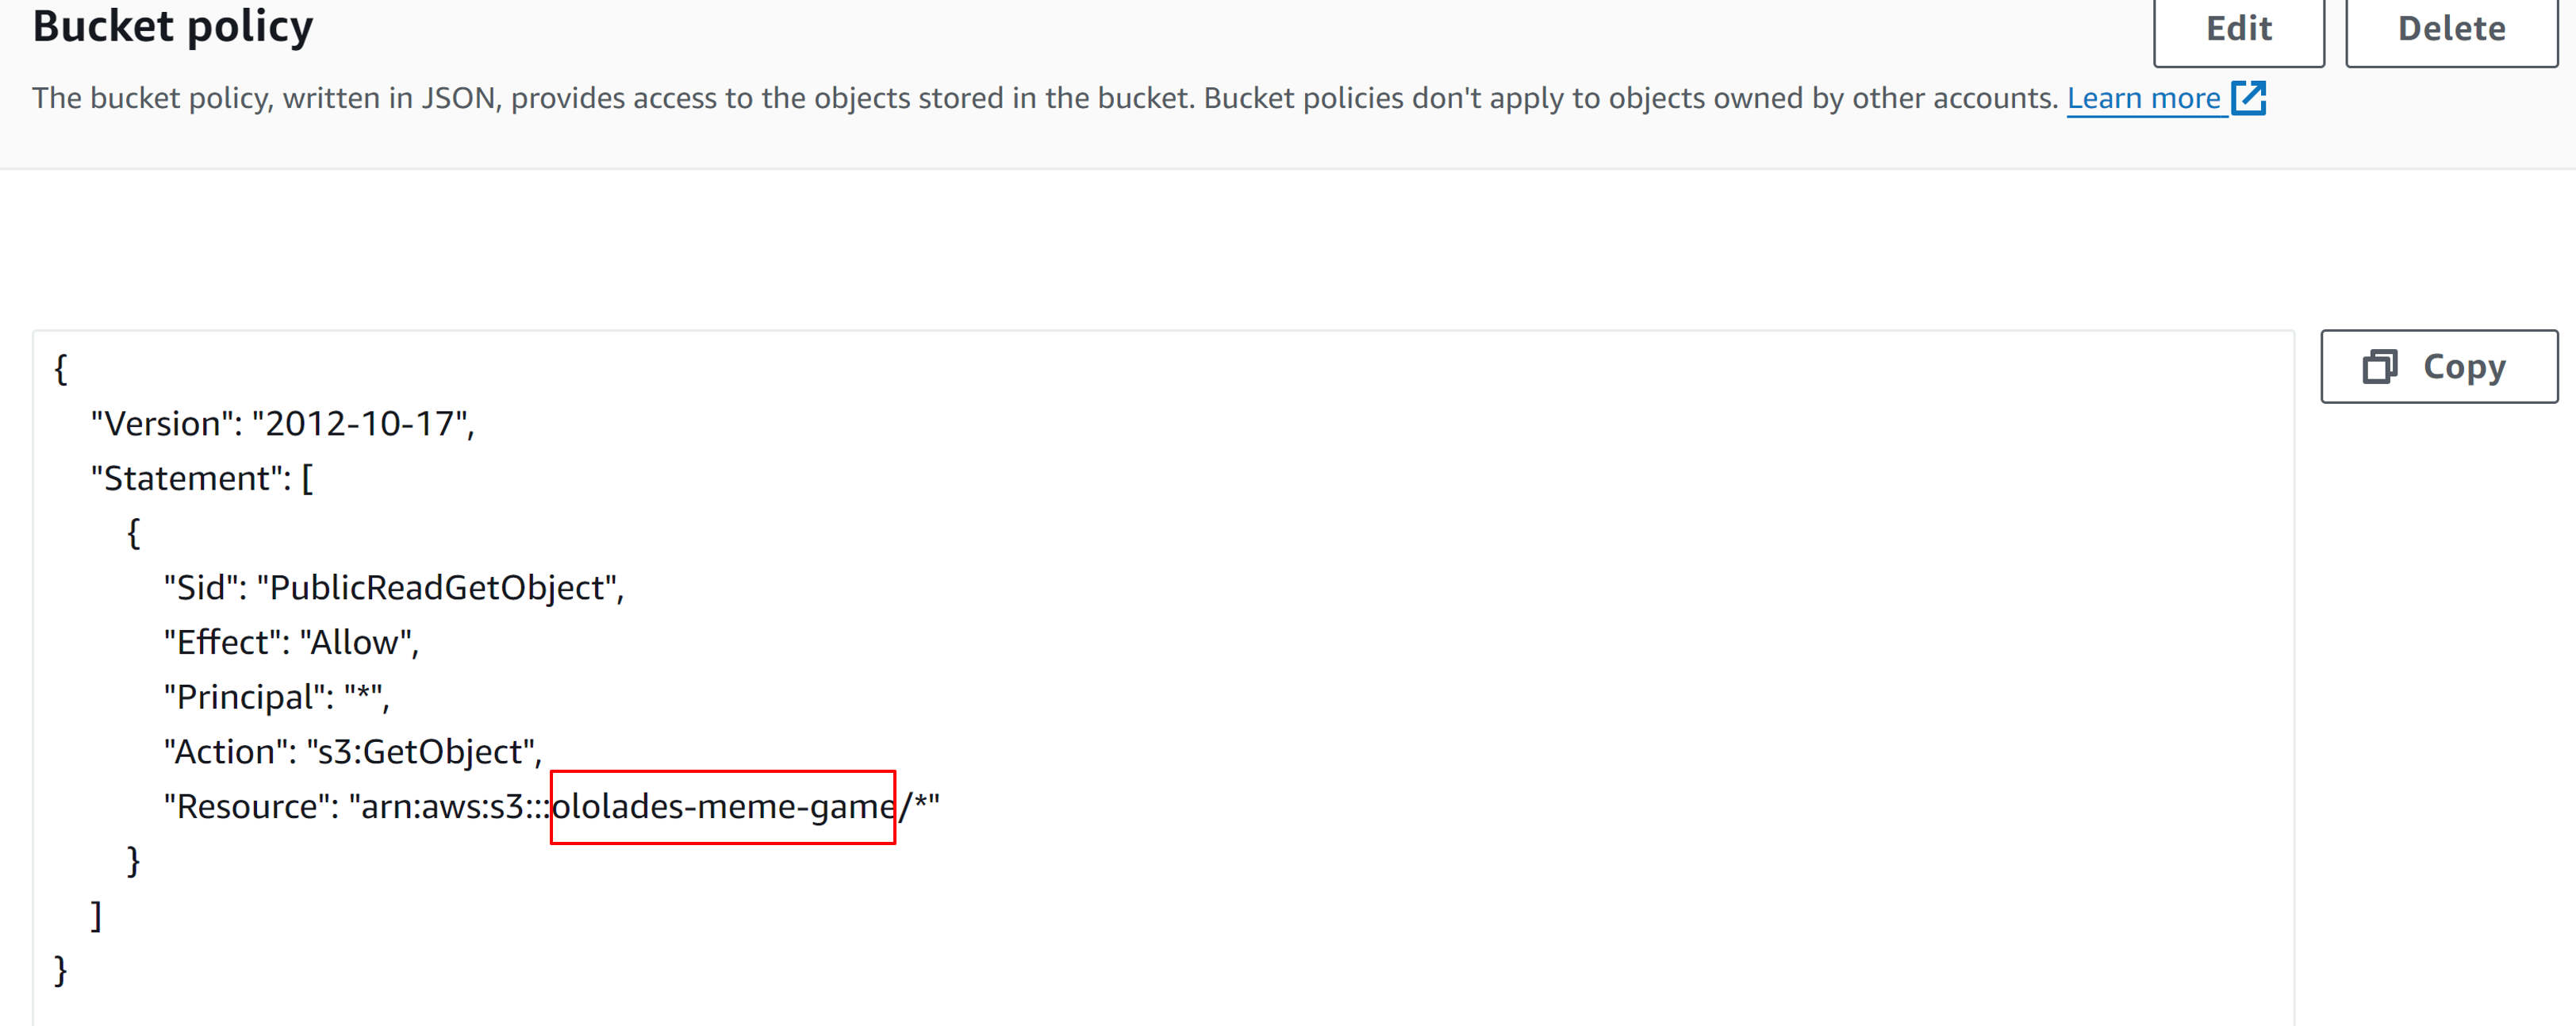 Bucket policy
Edit
Delete
The bucket policy, written in JSON, provides access to the objects stored in the bucket. Bucket policies don't apply to objects owned by other accounts. Learn more
Copy
{
"Version": "2012-10-17",
"Statement": [
{
"Sid": "PublicReadGetObject",
"Effect": "Allow",
"Principal": "*",
"Action": "s3:GetObject",
"Resource": "arn:aws:s3:::ololades-meme-game/*"
}
]
}